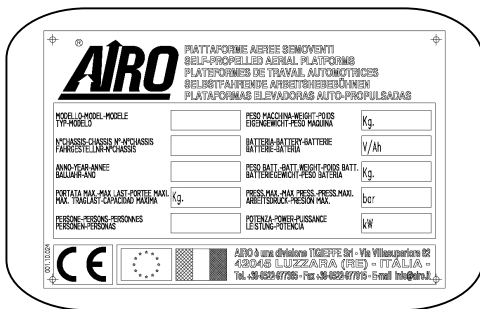 ®
AIRO
PIATTAFORME AEREE SEMOVENTI
SELF-PROPELLED AERIAL PLATFORMS
PLATEFORMES DE TRAVAIL AUTOMOTRICES
SELBSTFAHRENDE ARBEITSHEBEBÜHNEN
PLATAFORMAS ELEVADORAS AUTO-PROPULSADAS
MODELLO-MODEL-MODELE
TYP-MODELO
PESO MACCHINA-WEIGHT-POIDS
EIGENGEWICHT-PESO MAQUINA
Kg.
N°CHASSIS-CHASSIS N°-N°CHASSIS
FAHRGESTELLNR-N°CHASSIS
BATTERIA-BATTERY-BATTERIE
BATTERIE-BATERIA
V/Ah
ANNO-YEAR-ANNEE
BAUJAHR-ANO
PESO BATT.-BATT.WEIGHT-POIDS BATT.
BATTERIEGEWICHT-PESO BATERIA
Kg.
PORTATA MAX.-MAX LAST-PORTEE MAXI.
MAX. TRAGLAST-CAPACIDAD MAXIMA
Kg.
PRESS.MAX.-MAX PRESS.-PRESS.MAXI.
ARBEITSDRUCK-PRESION MAX.
bar
PERSONE-PERSONS-PERSONNES
PERSONEN-PERSONAS
POTENZA-POWER-PUISSANCE
LEISTUNG-POTENCIA
kW
001.10.024
CE
AIRO è una divisione TIGIEFFE Srl - Via Villasuperiore 82
42045 LUZZARA (RE) - ITALIA -
Tel. +39-0522-977365 - Fax +39-0522-977015 - E-mail info@airo.it